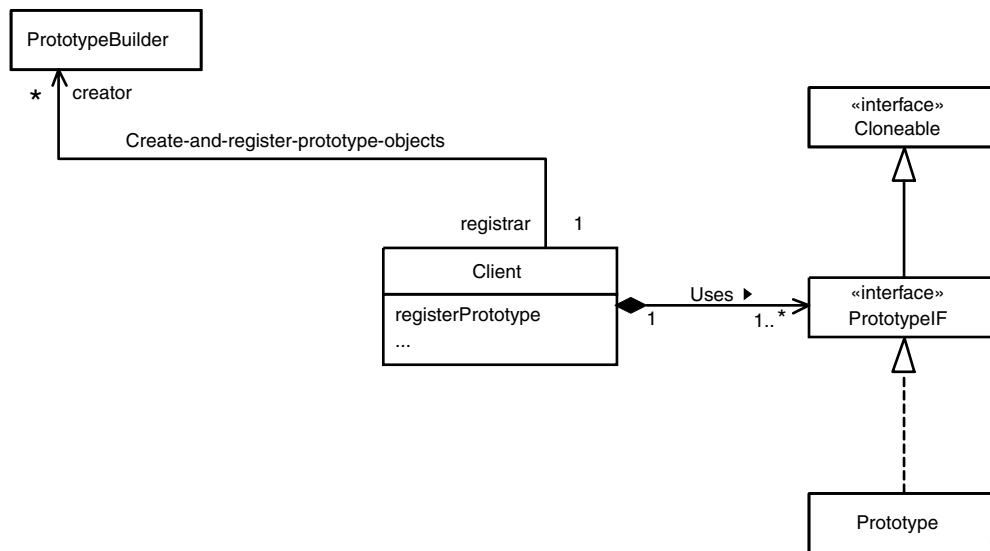 PrototypeBuilder
* creator
«interface»
Cloneable
Create-and-register-prototype-objects
registrar 1
Client
registerPrototype
...
Uses
1 1..*
«interface»
PrototypeIF
Prototype